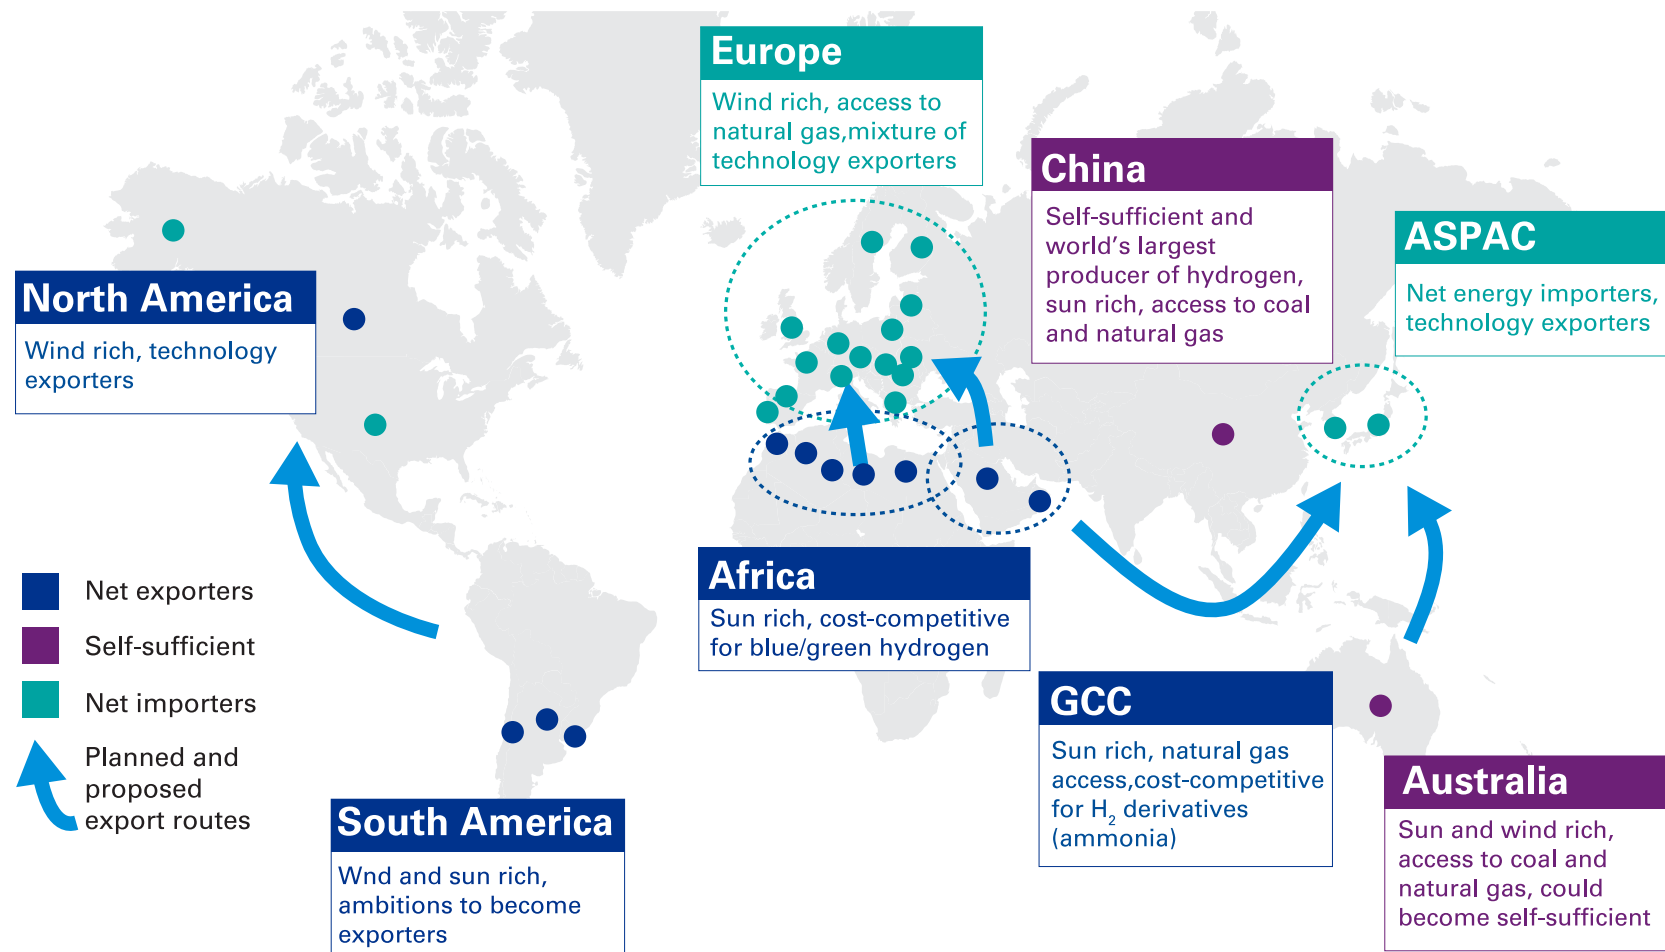 Europe
Wind rich, access to
natural gas,mixture of
technology exporters
China
Self-sufficient and
world’s largest
producer of hydrogen,
sun rich, access to coal
and natural gas
ASPAC
Net energy importers,
technology exporters
North America
Wind rich, technology
exporters
Net exporters
Self-sufficient
Net importers
Planned and
proposed
export routes
Africa
Sun rich, cost-competitive
for blue/green hydrogen
GCC
Sun rich, natural gas
access,cost-competitive
for H₂ derivatives
(ammonia)
South America
Wnd and sun rich,
ambitions to become
exporters
Australia
Sun and wind rich,
access to coal and
natural gas, could
become self-sufficient